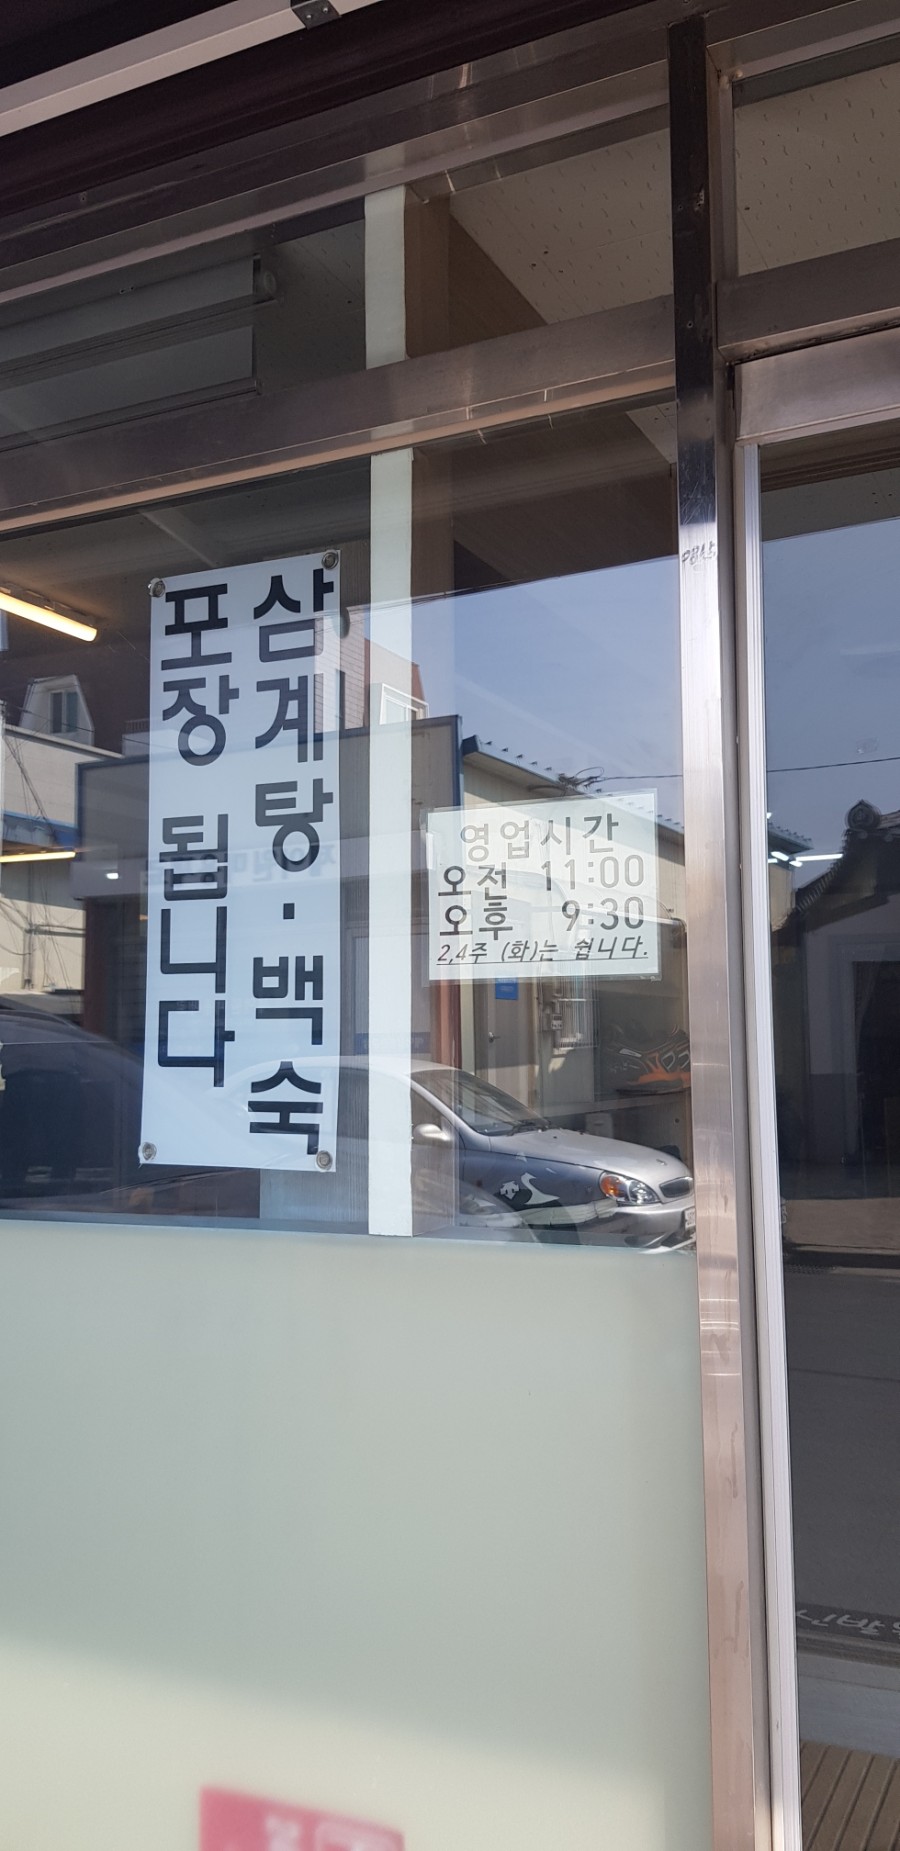 삼계탕·백숙
포장 됩니다
영업시간
오전 11:00
오후 9:30
2,4주 (화)는 쉽니다.